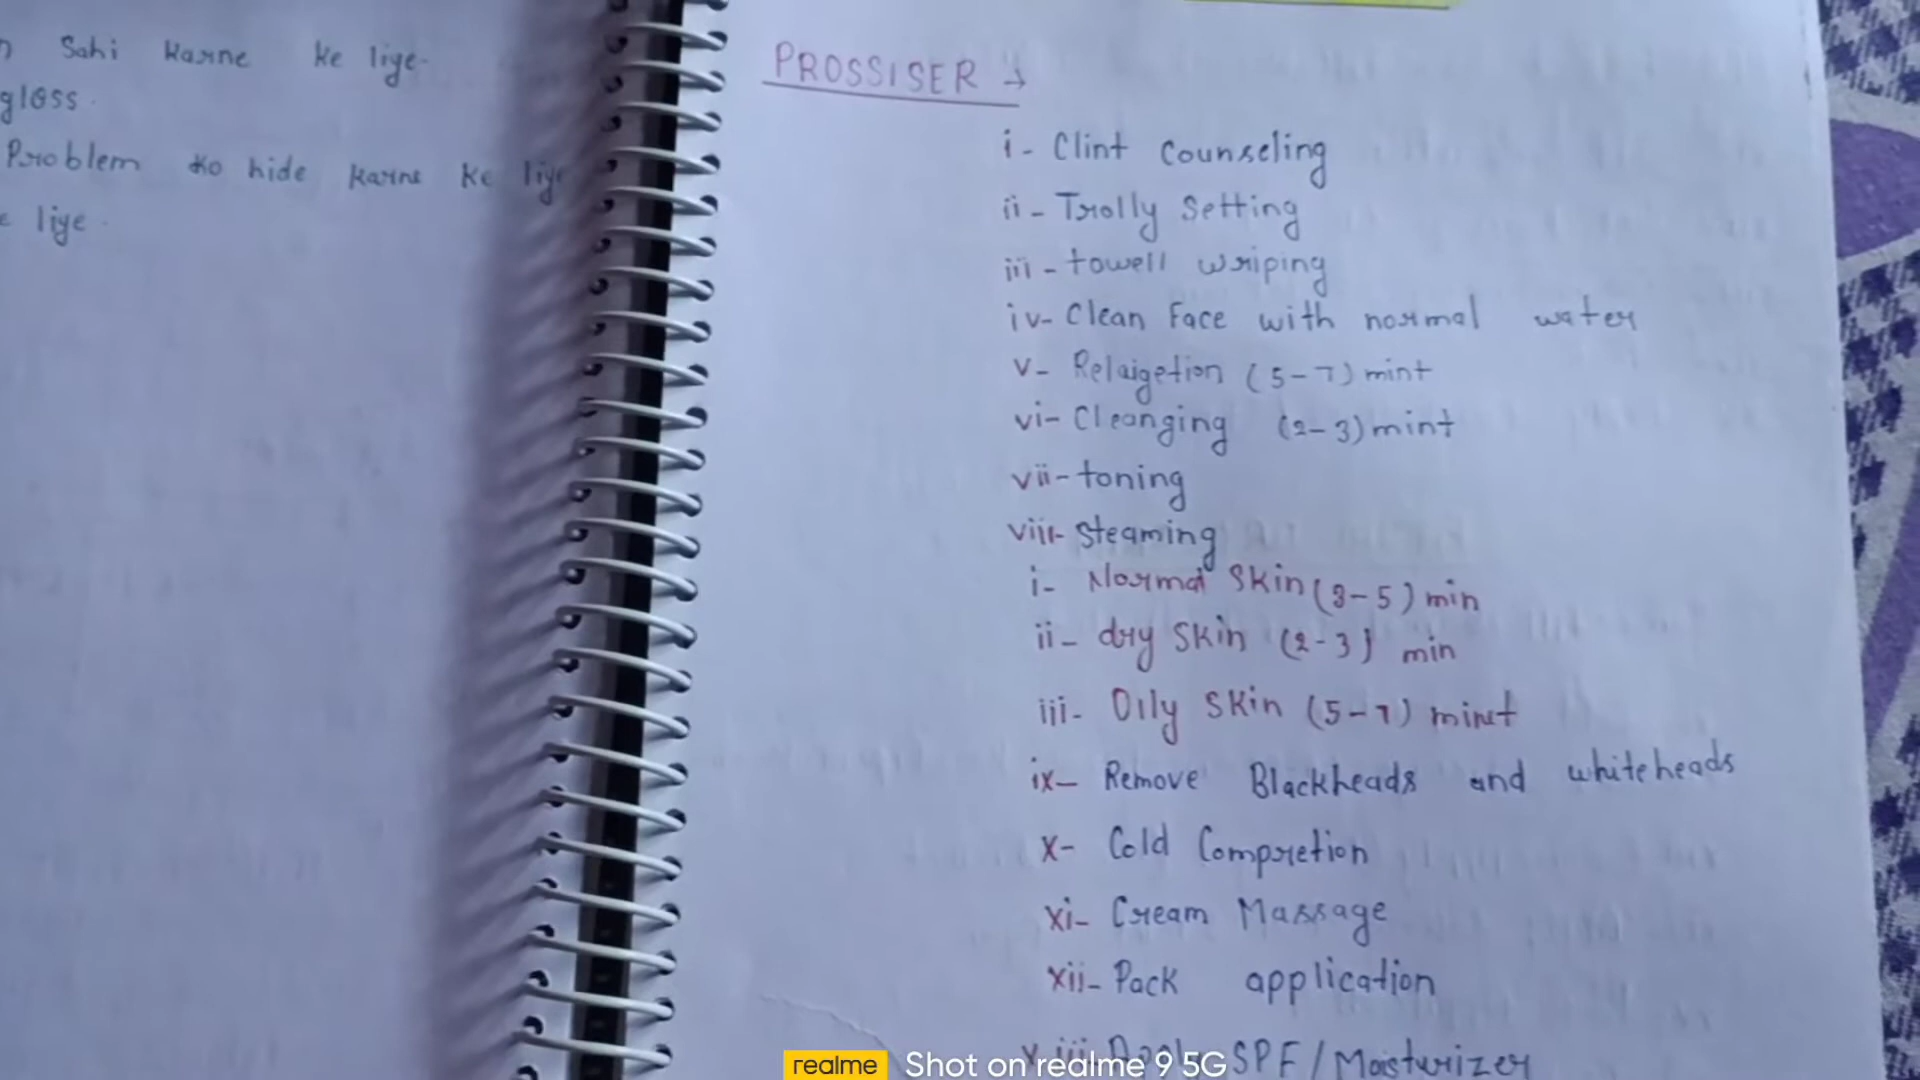 Sahi karne ke liye.
gloss.
Problem ko hide karne ke liye
liye.
PROSSISER →
i- Clint Counseling
ii- Trolly Setting
iii- towell wriping
iv- Clean Face with normal water
v- Relaigetion (5-7) mint
vi- Cleanging (2-3) mint
vii- toning
viii- Steaming
i- Normal Skin (3-5) min
ii- dry Skin (2-3) min
iii- Oily Skin (5-7) mint
ix- Remove Blackheads and whiteheads
x- Cold Compretion
xi- Cream Massage
xii- Pack application
xiii- Apply SPF/Moisturizer
realme Shot on realme 9 5G